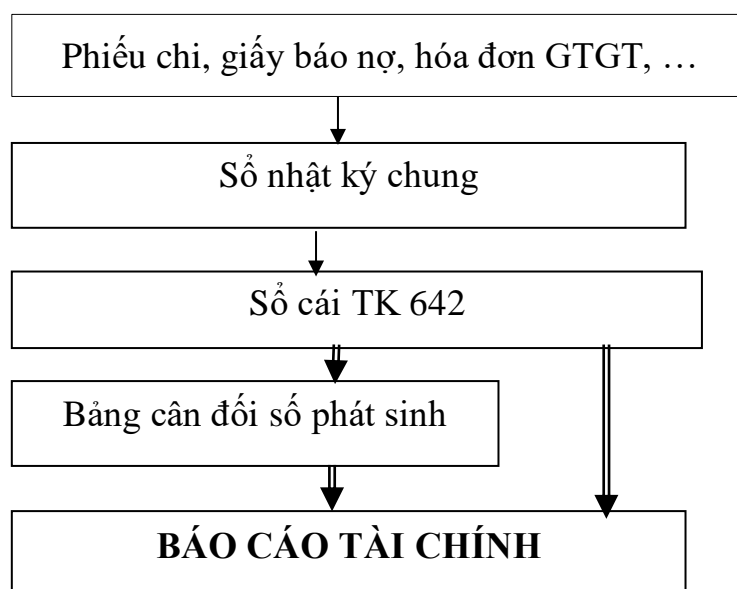 Phiếu chi, giấy báo nợ, hóa đơn GTGT, …
Sổ nhật ký chung
Sổ cái TK 642
Bảng cân đối số phát sinh
BÁO CÁO TÀI CHÍNH